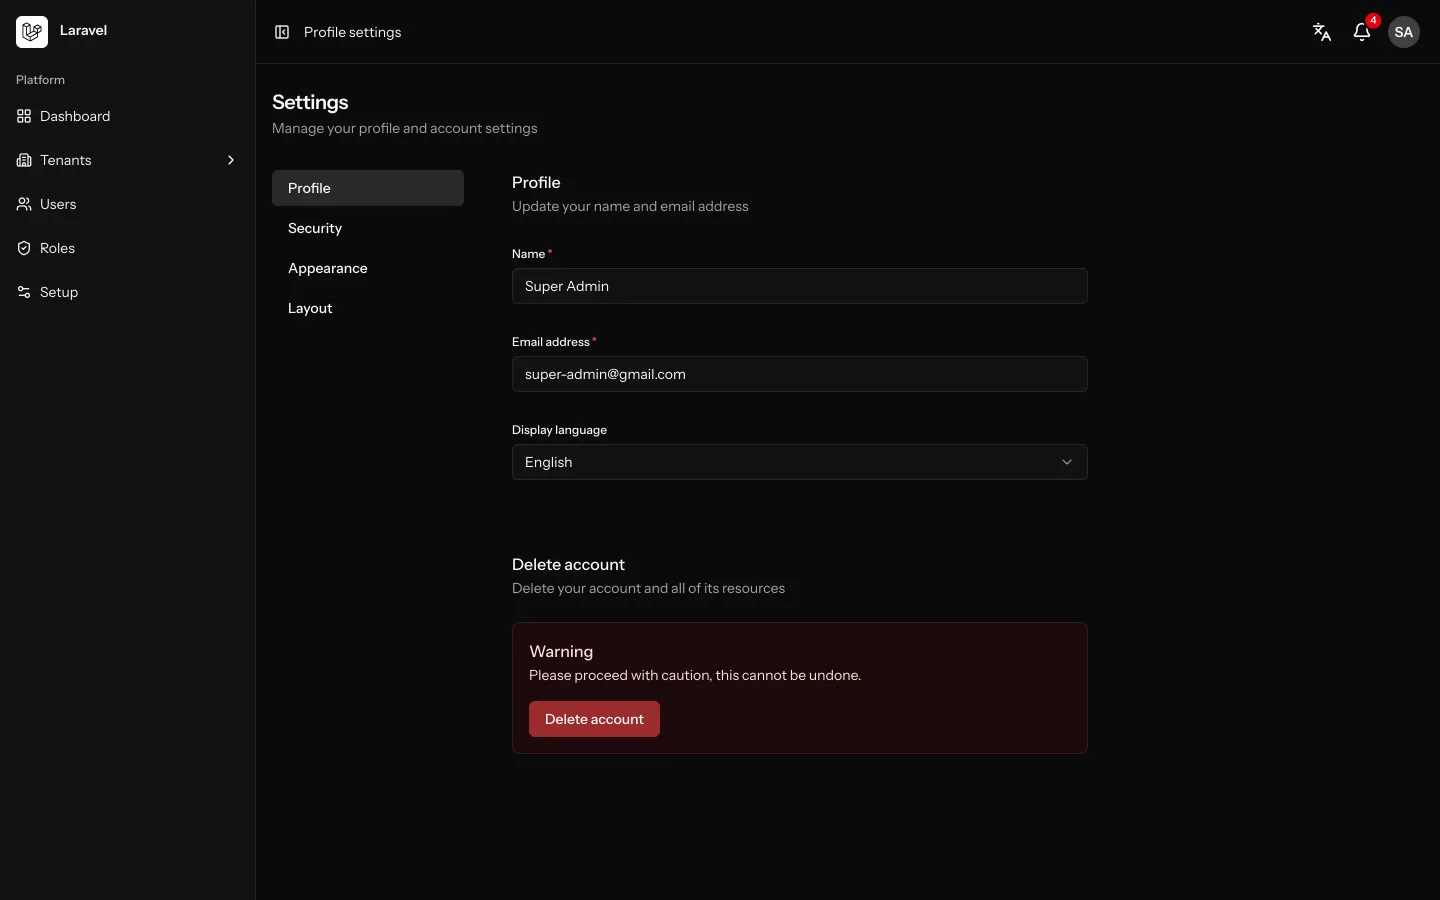 Laravel
Profile settings
4
SA
Platform
Dashboard
Tenants
Users
Roles
Setup
Settings
Manage your profile and account settings
Profile
Security
Appearance
Layout
Profile
Update your name and email address
Name*
Super Admin
Email address*
super-admin@gmail.com
Display language
English
Delete account
Delete your account and all of its resources
Warning
Please proceed with caution, this cannot be undone.
Delete account